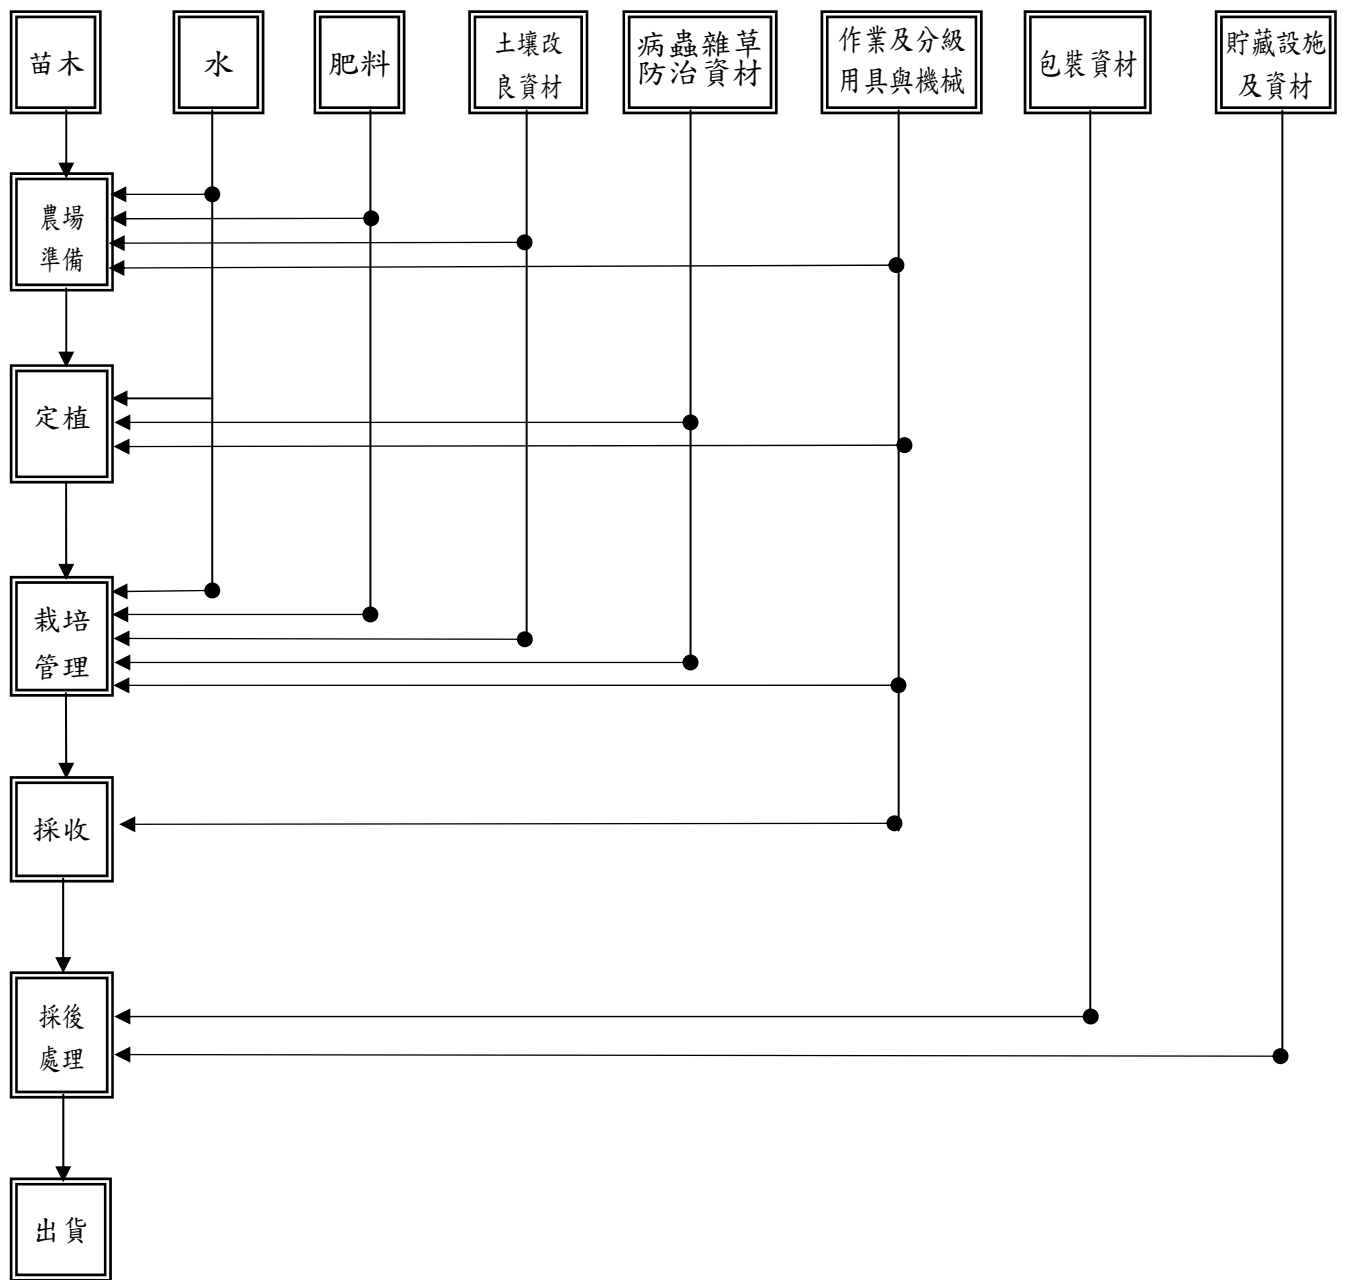 苗木
水
肥料
土壤改
良資材
病蟲雜草
防治資材
作業及分級
用具與機械
包裝資材
貯藏設施
及資材
農場
準備
定植
栽培
管理
採收
採後
處理
出貨